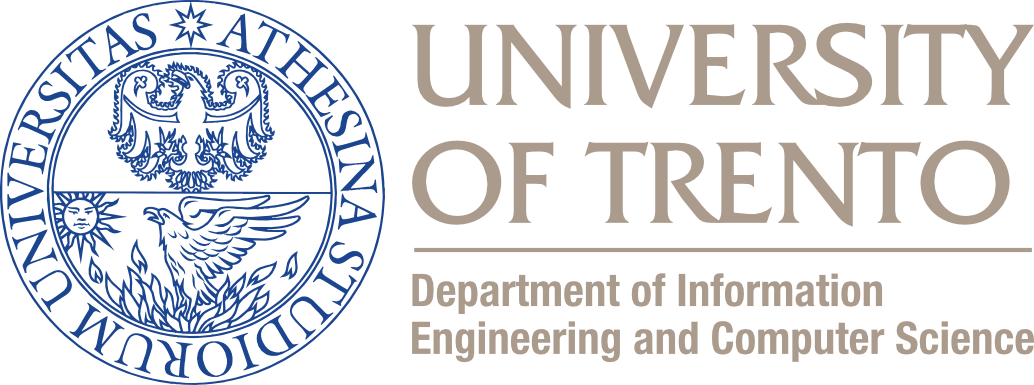 UNIVERSITAS ATHESINA STUDIORUM
UNIVERSITY
OF TRENTO
Department of Information
Engineering and Computer Science